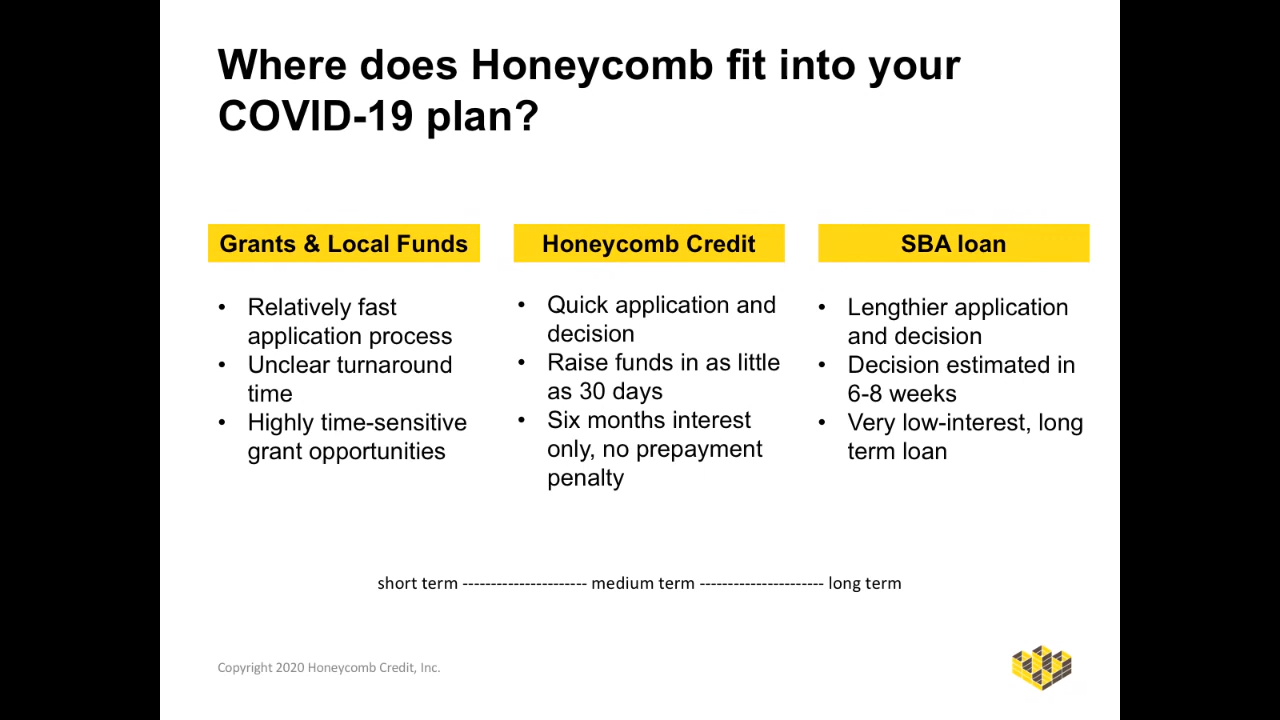 Where does Honeycomb fit into your
COVID-19 plan?
Grants & Local Funds
• Relatively fast
application process
• Unclear turnaround
time
• Highly time-sensitive
grant opportunities
Honeycomb Credit
• Quick application and
decision
• Raise funds in as little
as 30 days
• Six months interest
only, no prepayment
penalty
SBA loan
• Lengthier application
and decision
• Decision estimated in
6-8 weeks
• Very low-interest, long
term loan
short term ---------------------- medium term ---------------------- long term
Copyright 2020 Honeycomb Credit, Inc.